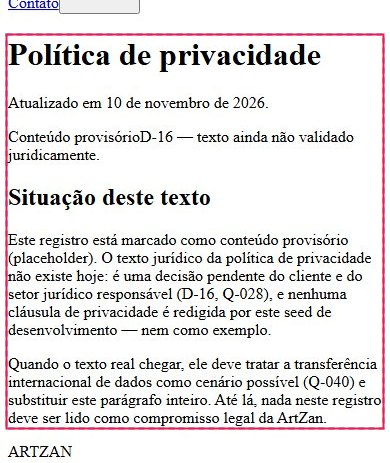 Contato
Política de privacidade
Atualizado em 10 de novembro de 2026.
Conteúdo provisórioD-16 — texto ainda não validado
juridicamente.
Situação deste texto
Este registro está marcado como conteúdo provisório
(placeholder). O texto jurídico da política de privacidade
não existe hoje: é uma decisão pendente do cliente e do
setor jurídico responsável (D-16, Q-028), e nenhuma
cláusula de privacidade é redigida por este seed de
desenvolvimento — nem como exemplo.
Quando o texto real chegar, ele deve tratar a transferência
internacional de dados como cenário possível (Q-040) e
substituir este parágrafo inteiro. Até lá, nada neste registro
deve ser lido como compromisso legal da ArtZan.
ARTZAN